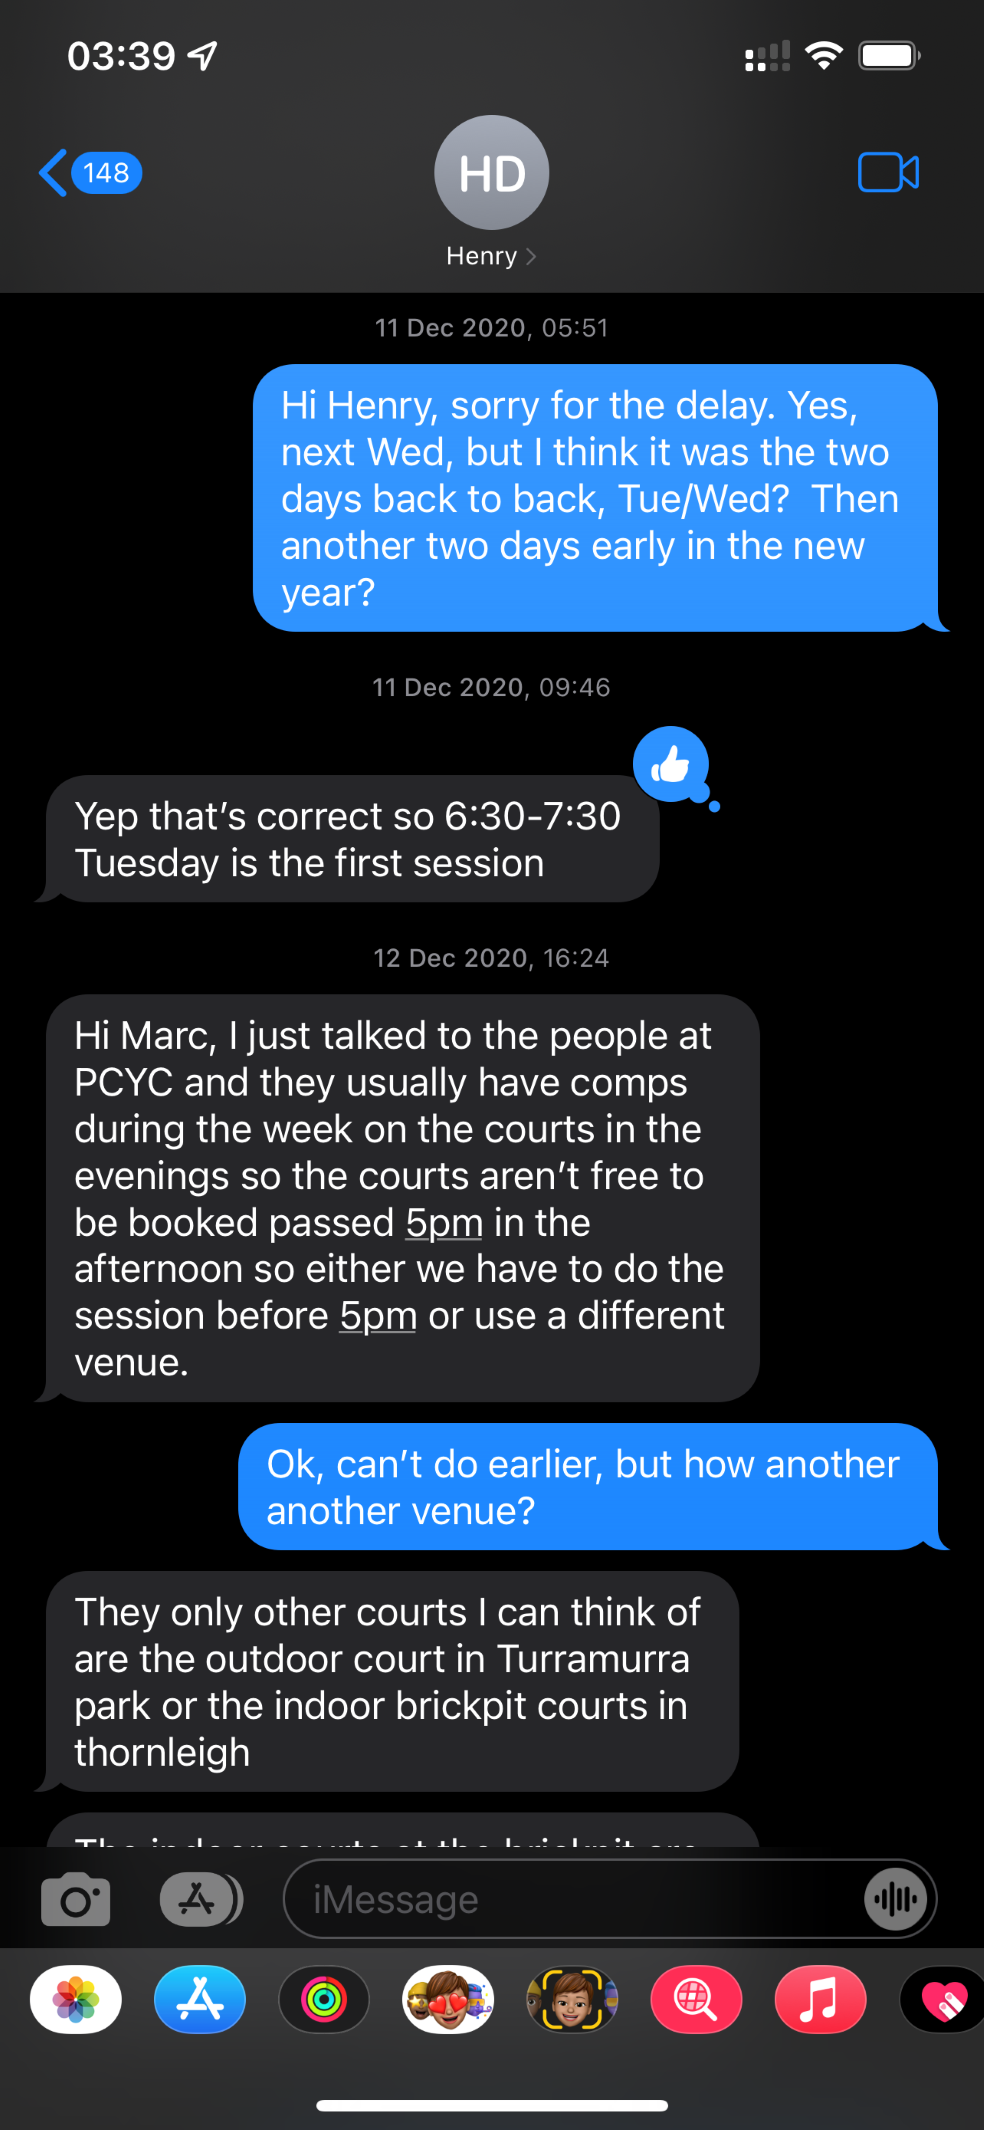 03:39
148
HD
Henry
11 Dec 2020, 05:51
Hi Henry, sorry for the delay. Yes,
next Wed, but I think it was the two
days back to back, Tue/Wed?  Then
another two days early in the new
year?
11 Dec 2020, 09:46
Yep that’s correct so 6:30-7:30
Tuesday is the first session
12 Dec 2020, 16:24
Hi Marc, I just talked to the people at
PCYC and they usually have comps
during the week on the courts in the
evenings so the courts aren’t free to
be booked passed 5pm in the
afternoon so either we have to do the
session before 5pm or use a different
venue.
Ok, can’t do earlier, but how another
another venue?
They only other courts I can think of
are the outdoor court in Turramurra
park or the indoor brickpit courts in
thornleigh
The indoor courts at the brickpit are
iMessage